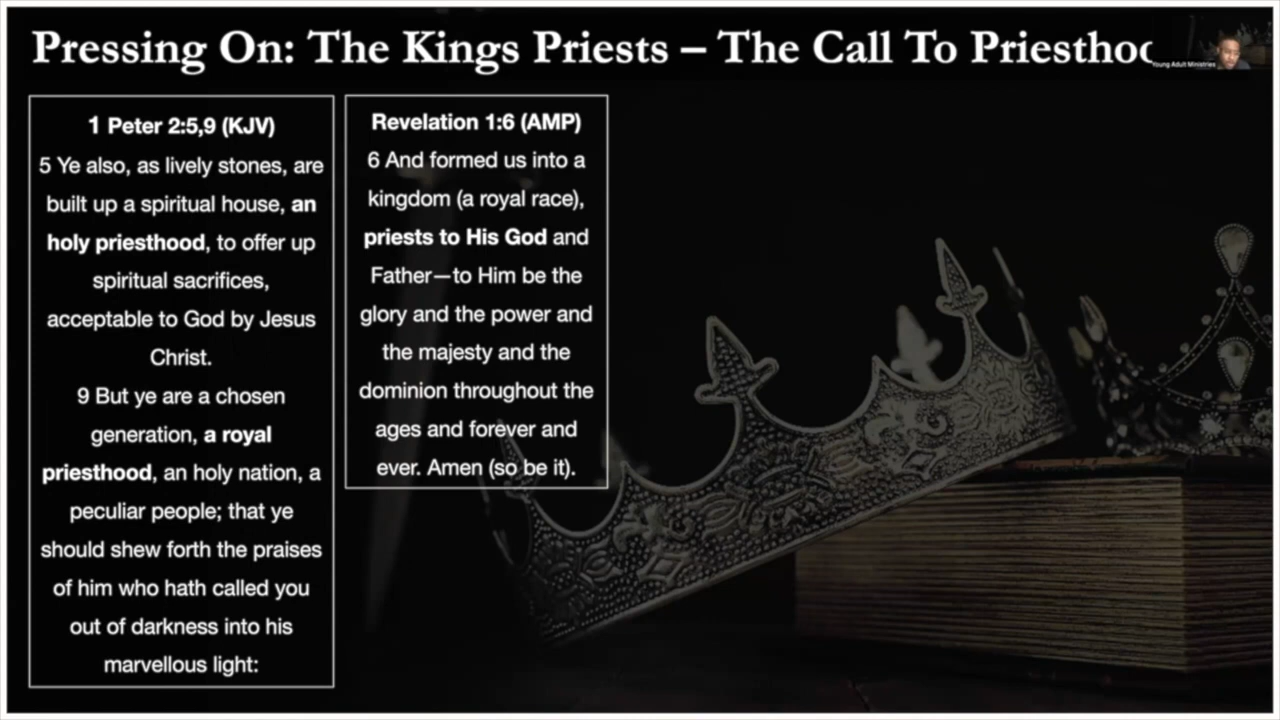 Pressing On: The Kings Priests – The Call To Priesthoo
Young Adult Ministries
1 Peter 2:5,9 (KJV)
5 Ye also, as lively stones, are
built up a spiritual house, an
holy priesthood, to offer up
spiritual sacrifices,
acceptable to God by Jesus
Christ.
9 But ye are a chosen
generation, a royal
priesthood, an holy nation, a
peculiar people; that ye
should shew forth the praises
of him who hath called you
out of darkness into his
marvellous light:
Revelation 1:6 (AMP)
6 And formed us into a
kingdom (a royal race),
priests to His God and
Father—to Him be the
glory and the power and
the majesty and the
dominion throughout the
ages and forever and
ever. Amen (so be it).